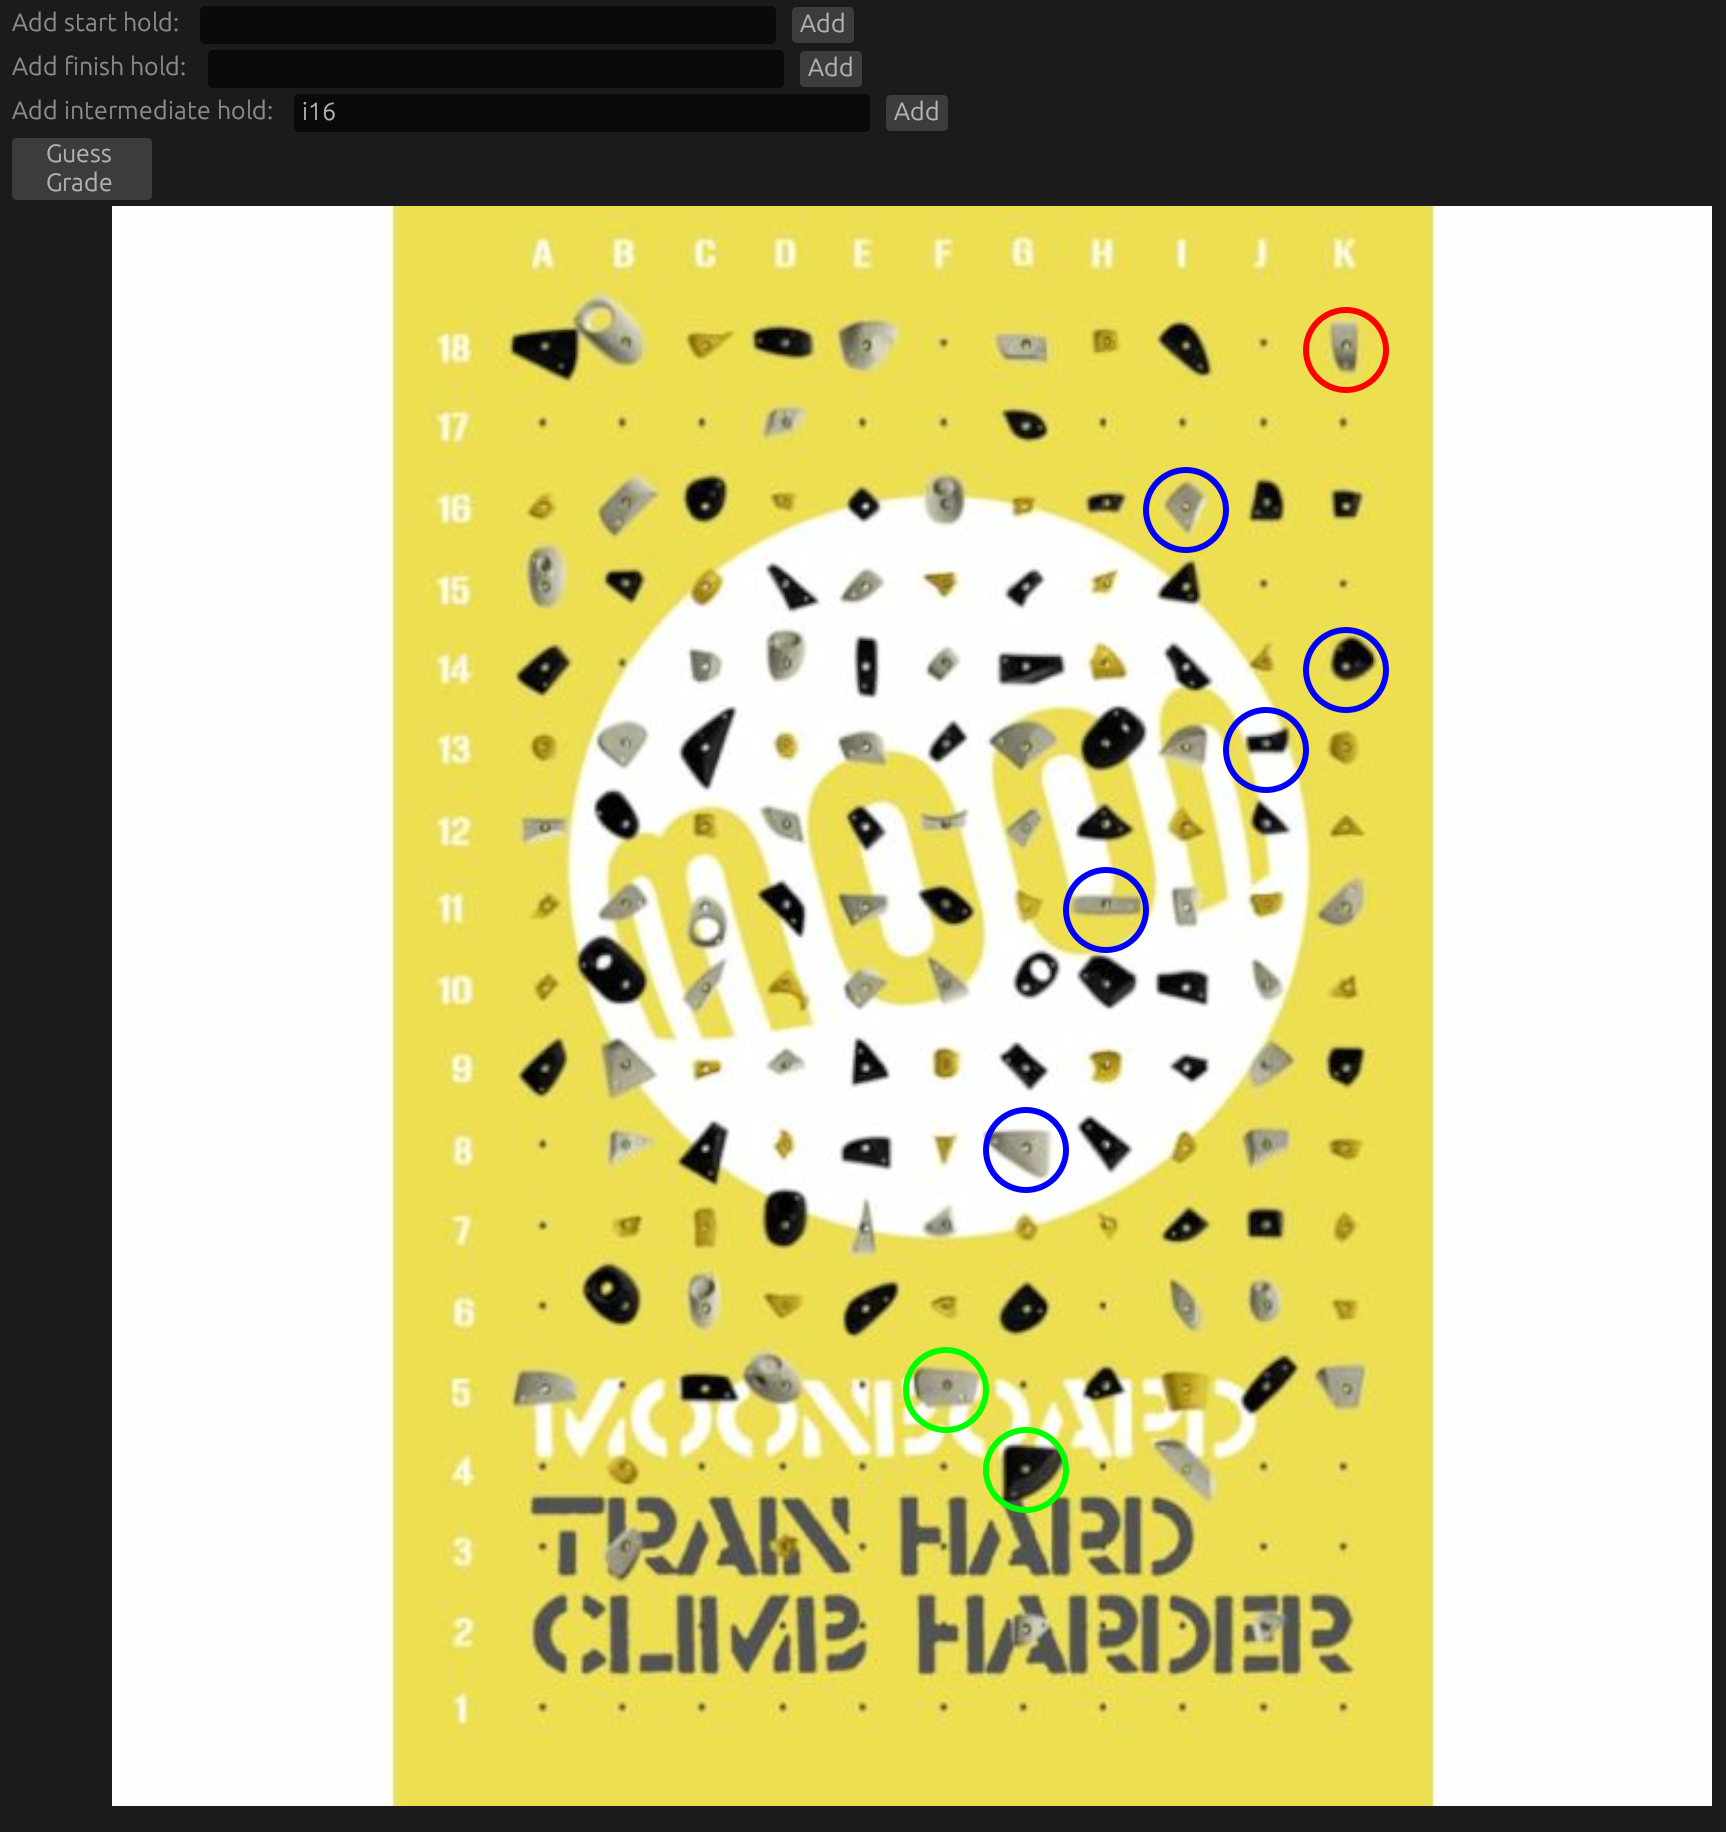 Add start hold: Add
Add finish hold: Add
Add intermediate hold: i16 Add
Guess
Grade
A B C D E F G H I J K
18
17
16
15
14
13
moon
12
11
10
9
8
7
6
5
MOONBOARD
4
TRAIN HARD
3
CLIMB HARDER
2
1